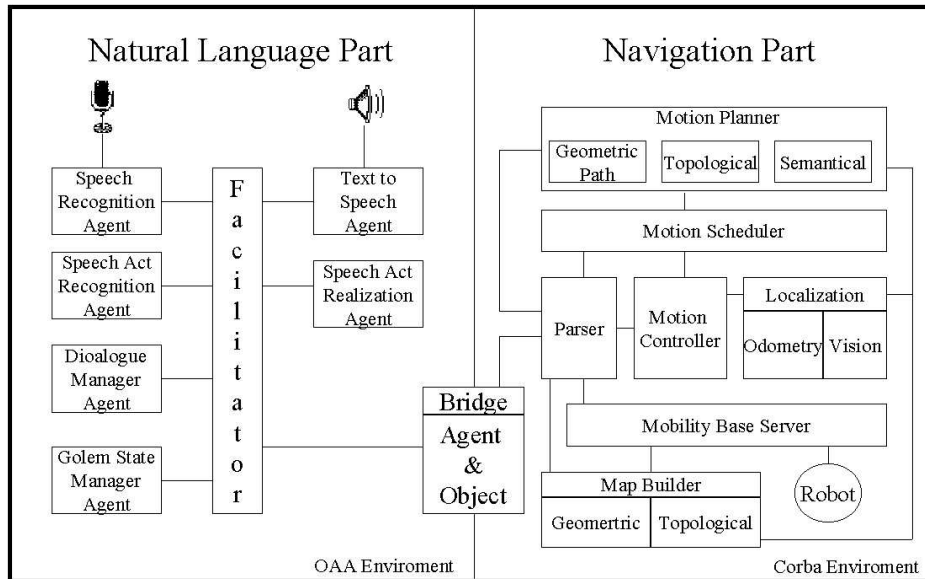 Natural Language Part
Speech
Recognition
Agent
Speech Act
Recognition
Agent
Dioalogue
Manager
Agent
Golem State
Manager
Agent
F
a
c
i
l
i
t
a
t
o
r
Text to
Speech
Agent
Speech Act
Realization
Agent
Bridge
Agent
&
Object
OAA Enviroment
Navigation Part
Motion Planner
Geometric
Path
Topological
Semantical
Motion Scheduler
Parser
Motion
Controller
Localization
Odometry
Vision
Mobility Base Server
Map Builder
Geomertric
Topological
Robot
Corba Enviroment